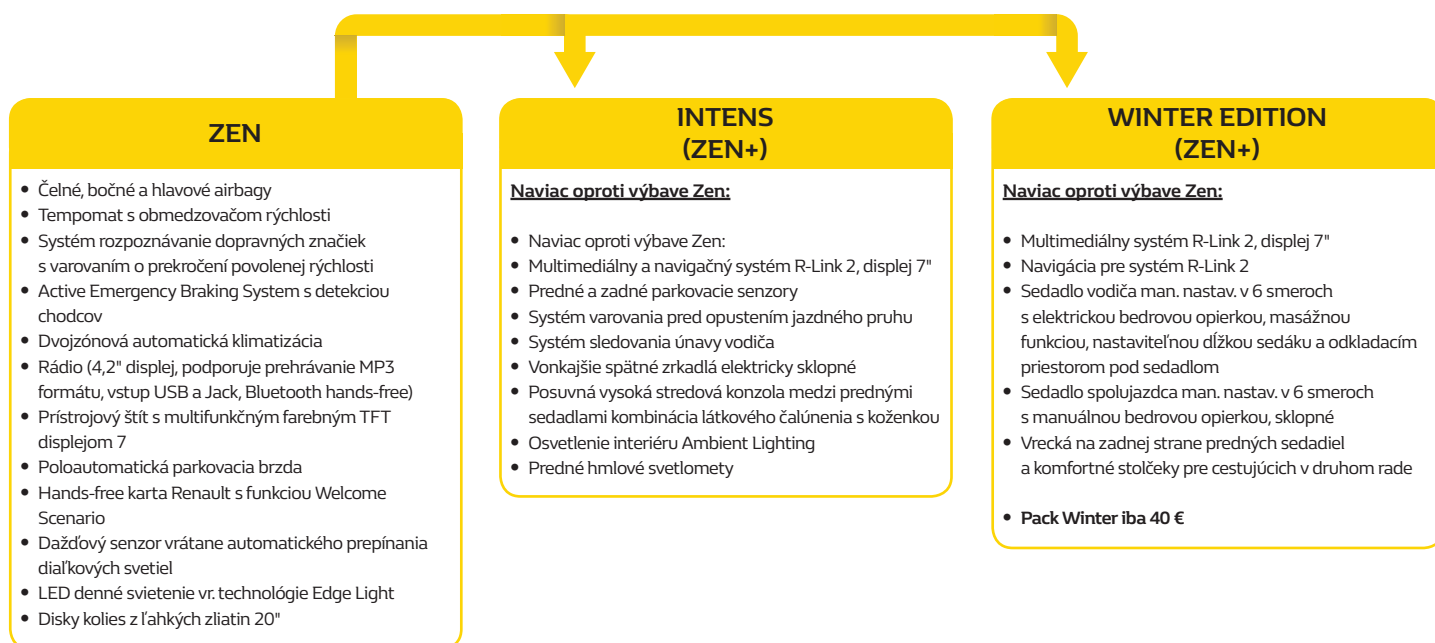 ZEN
• Čelné, bočné a hlavové airbagy
• Tempomat s obmedzovačom rýchlosti
• Systém rozpoznávanie dopravných značiek
s varovaním o prekročení povolenej rýchlosti
• Active Emergency Braking System s detekciou
chodcov
• Dvojzónová automatická klimatizácia
• Rádio (4,2" displej, podporuje prehrávanie MP3
formátu, vstup USB a Jack, Bluetooth hands-free)
• Prístrojový štít s multifunkčným farebným TFT
displejom 7
• Poloautomatická parkovacia brzda
• Hands-free karta Renault s funkciou Welcome
Scenario
• Dažďový senzor vrátane automatického prepínania
diaľkových svetiel
• LED denné svietenie vr. technológie Edge Light
• Disky kolies z ľahkých zliatin 20"
INTENS
(ZEN+)
Naviac oproti výbave Zen:
• Naviac oproti výbave Zen:
• Multimediálny a navigačný systém R-Link 2, displej 7"
• Predné a zadné parkovacie senzory
• Systém varovania pred opustením jazdného pruhu
• Systém sledovania únavy vodiča
• Vonkajšie spätné zrkadlá elektricky sklopné
• Posuvná vysoká stredová konzola medzi prednými
sedadlami kombinácia látkového čalúnenia s koženkou
• Osvetlenie interiéru Ambient Lighting
• Predné hmlové svetlomety
WINTER EDITION
(ZEN+)
Naviac oproti výbave Zen:
• Multimediálny systém R-Link 2, displej 7"
• Navigácia pre systém R-Link 2
• Sedadlo vodiča man. nastav. v 6 smeroch
s elektrickou bedrovou opierkou, masážnou
funkciou, nastaviteľnou dĺžkou sedáku a odkladacím
priestorom pod sedadlom
• Sedadlo spolujazdca man. nastav. v 6 smeroch
s manuálnou bedrovou opierkou, sklopné
• Vrecká na zadnej strane predných sedadiel
a komfortné stolčeky pre cestujúcich v druhom rade
• Pack Winter iba 40 €